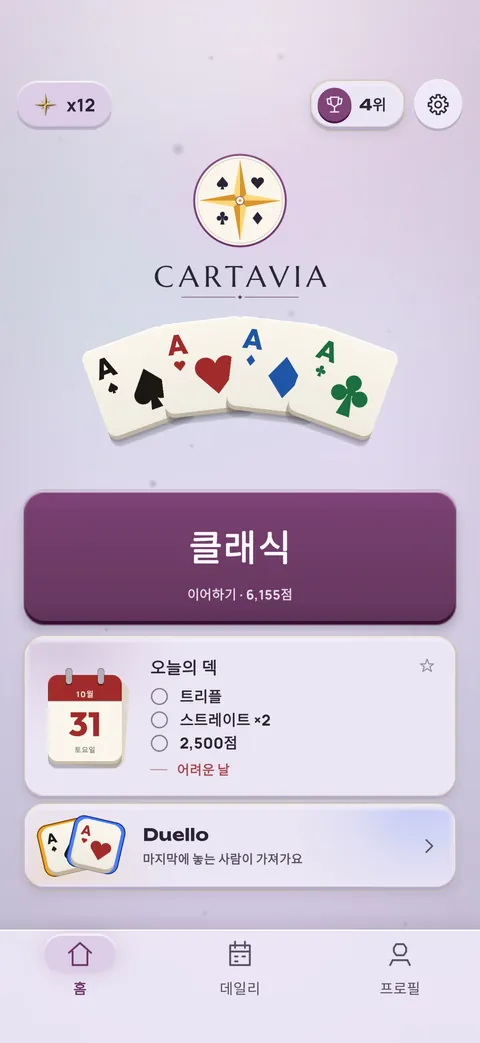 x12
4위
CARTAVIA
A
A
A
A
클래식
이어하기 · 6,155점
오늘의 덱
10월
31
토요일
트리플
스트레이트 ×2
2,500점
어려운 날
A
A
Duello
마지막에 놓는 사람이 가져가요
홈
데일리
프로필